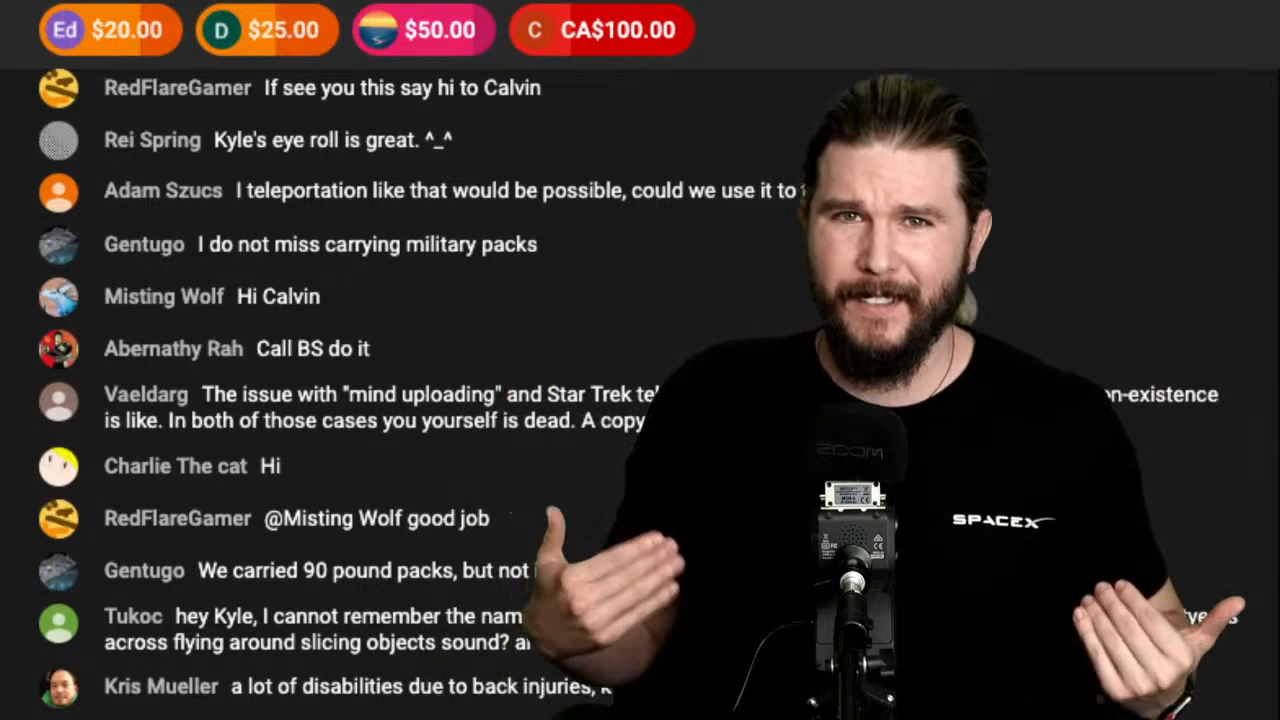 Ed $20.00 D $25.00 $50.00 C CA$100.00
RedFlareGamer If see you this say hi to Calvin
Rei Spring Kyle's eye roll is great. ^_^
Adam Szucs I teleportation like that would be possible, could we use it to
Gentugo I do not miss carrying military packs
Misting Wolf Hi Calvin
Abernathy Rah Call BS do it
Vaeldarg The issue with "mind uploading" and Star Trek on-existence
is like. In both of those cases you yourself is dead. A copy
Charlie The cat Hi
RedFlareGamer @Misting Wolf good job
Gentugo We carried 90 pound packs, but not
Tukoc hey Kyle, I cannot remember the nam
across flying around slicing objects sound?
Kris Mueller a lot of disabilities due to back injuries,
ZOOM
SPACEX